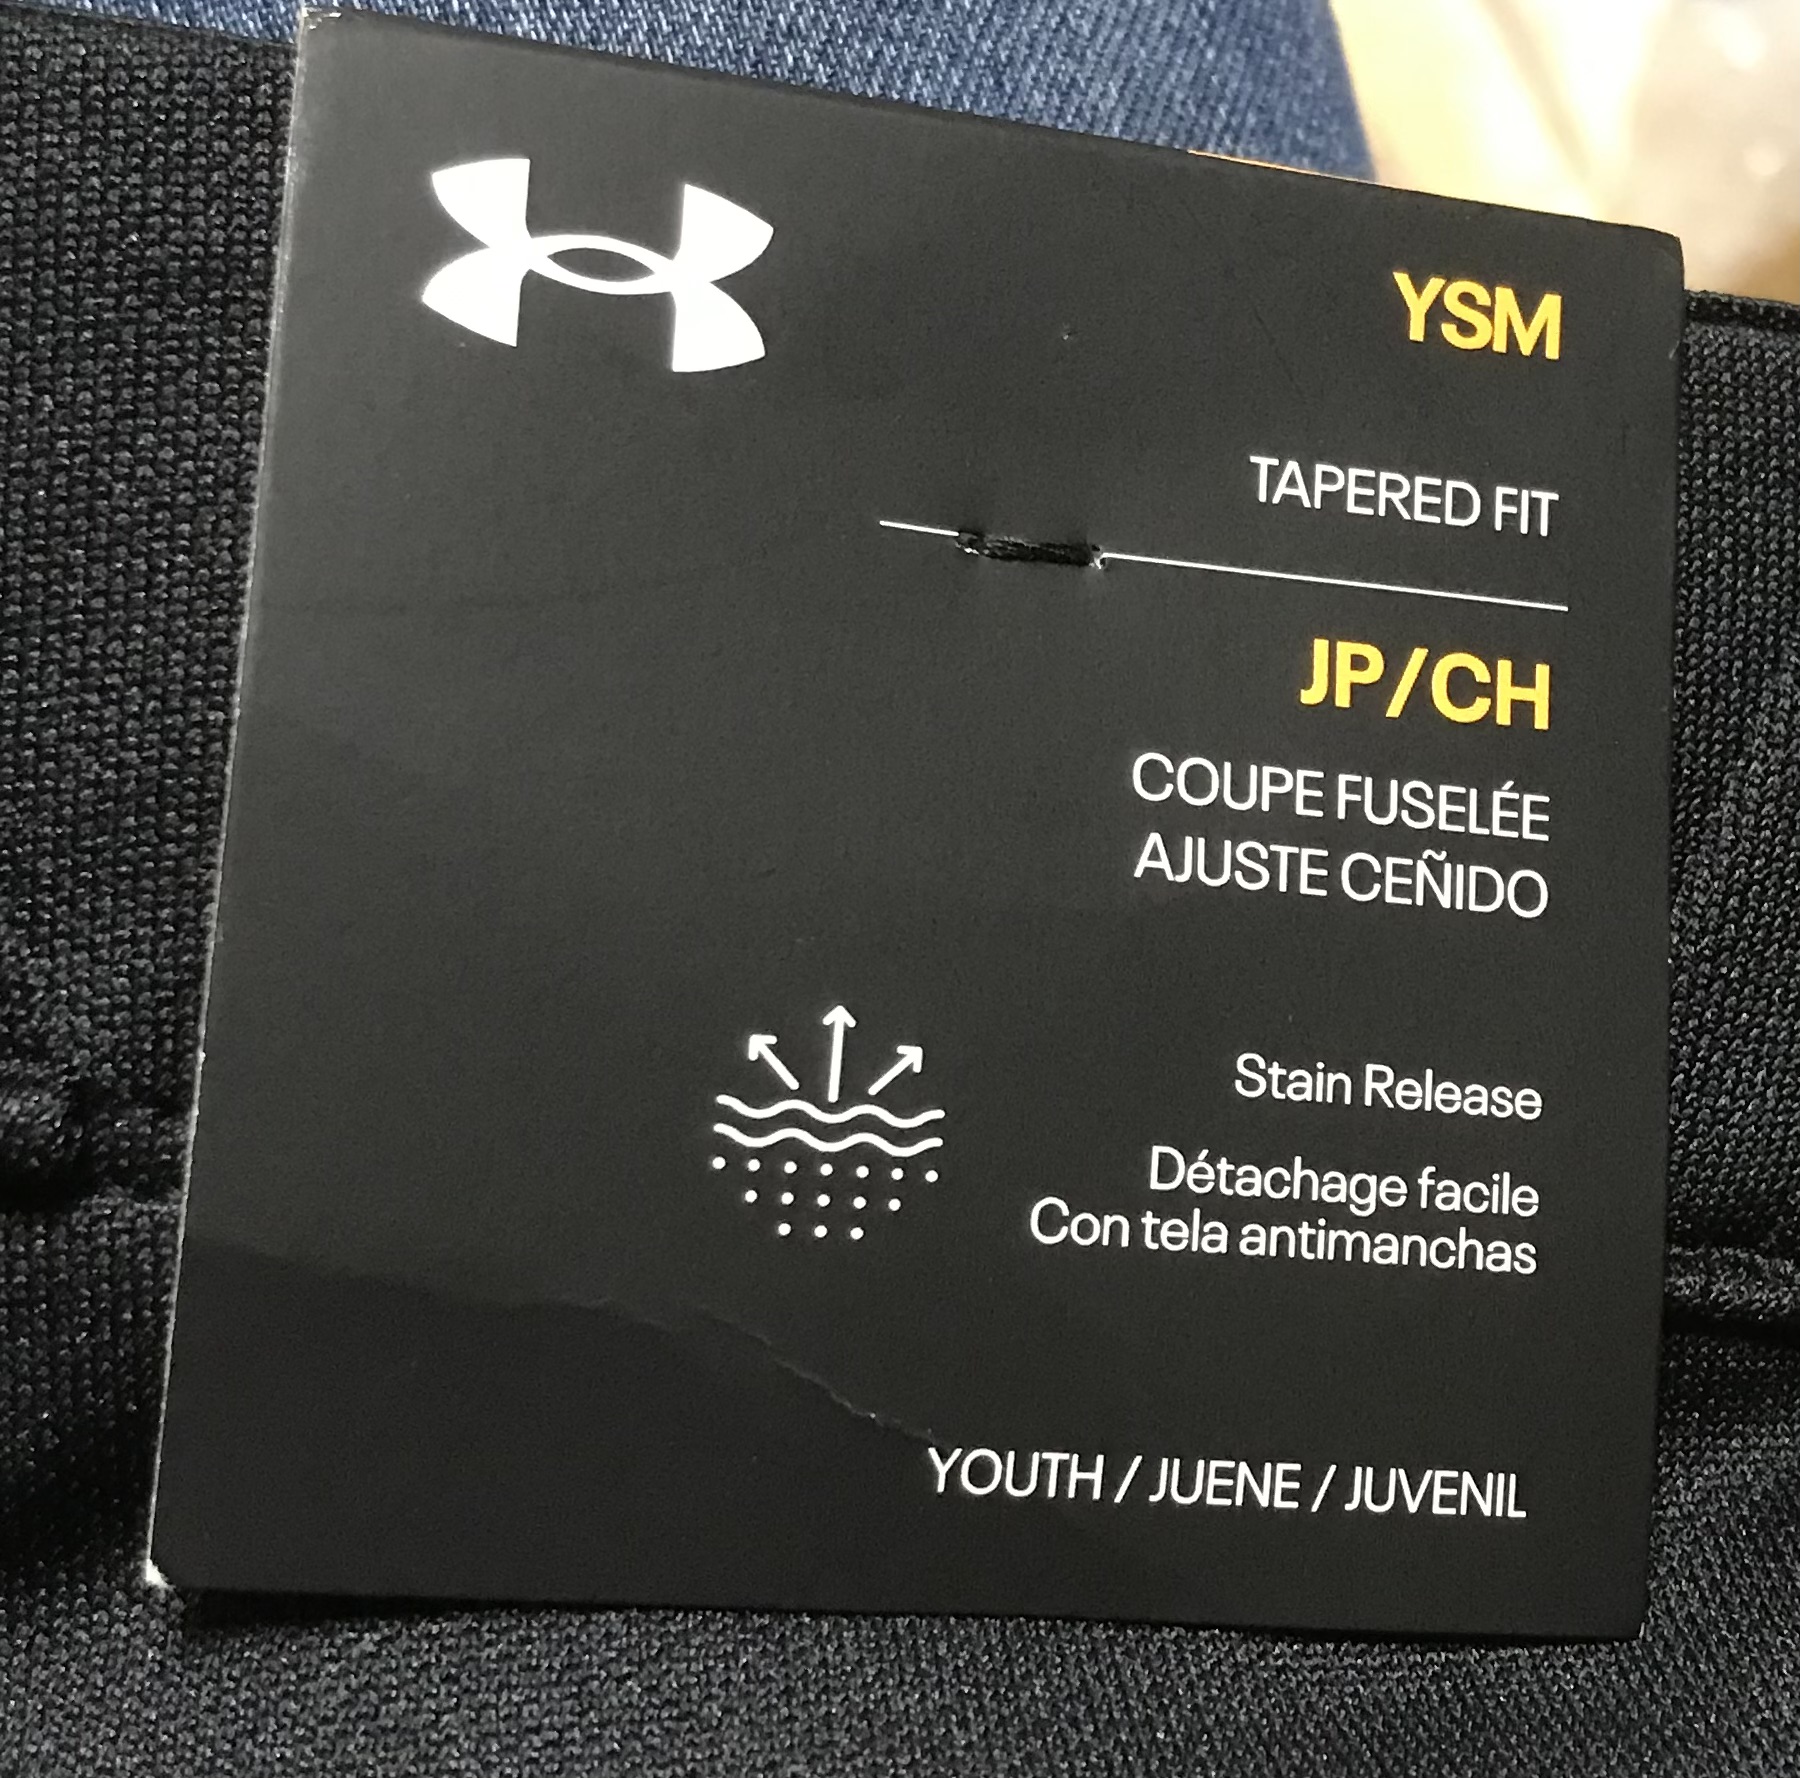 YSM
TAPERED FIT
JP/CH
COUPE FUSELÉE
AJUSTE CEÑIDO
Stain Release
Détachage facile
Con tela antimanchas
YOUTH / JUENE / JUVENIL